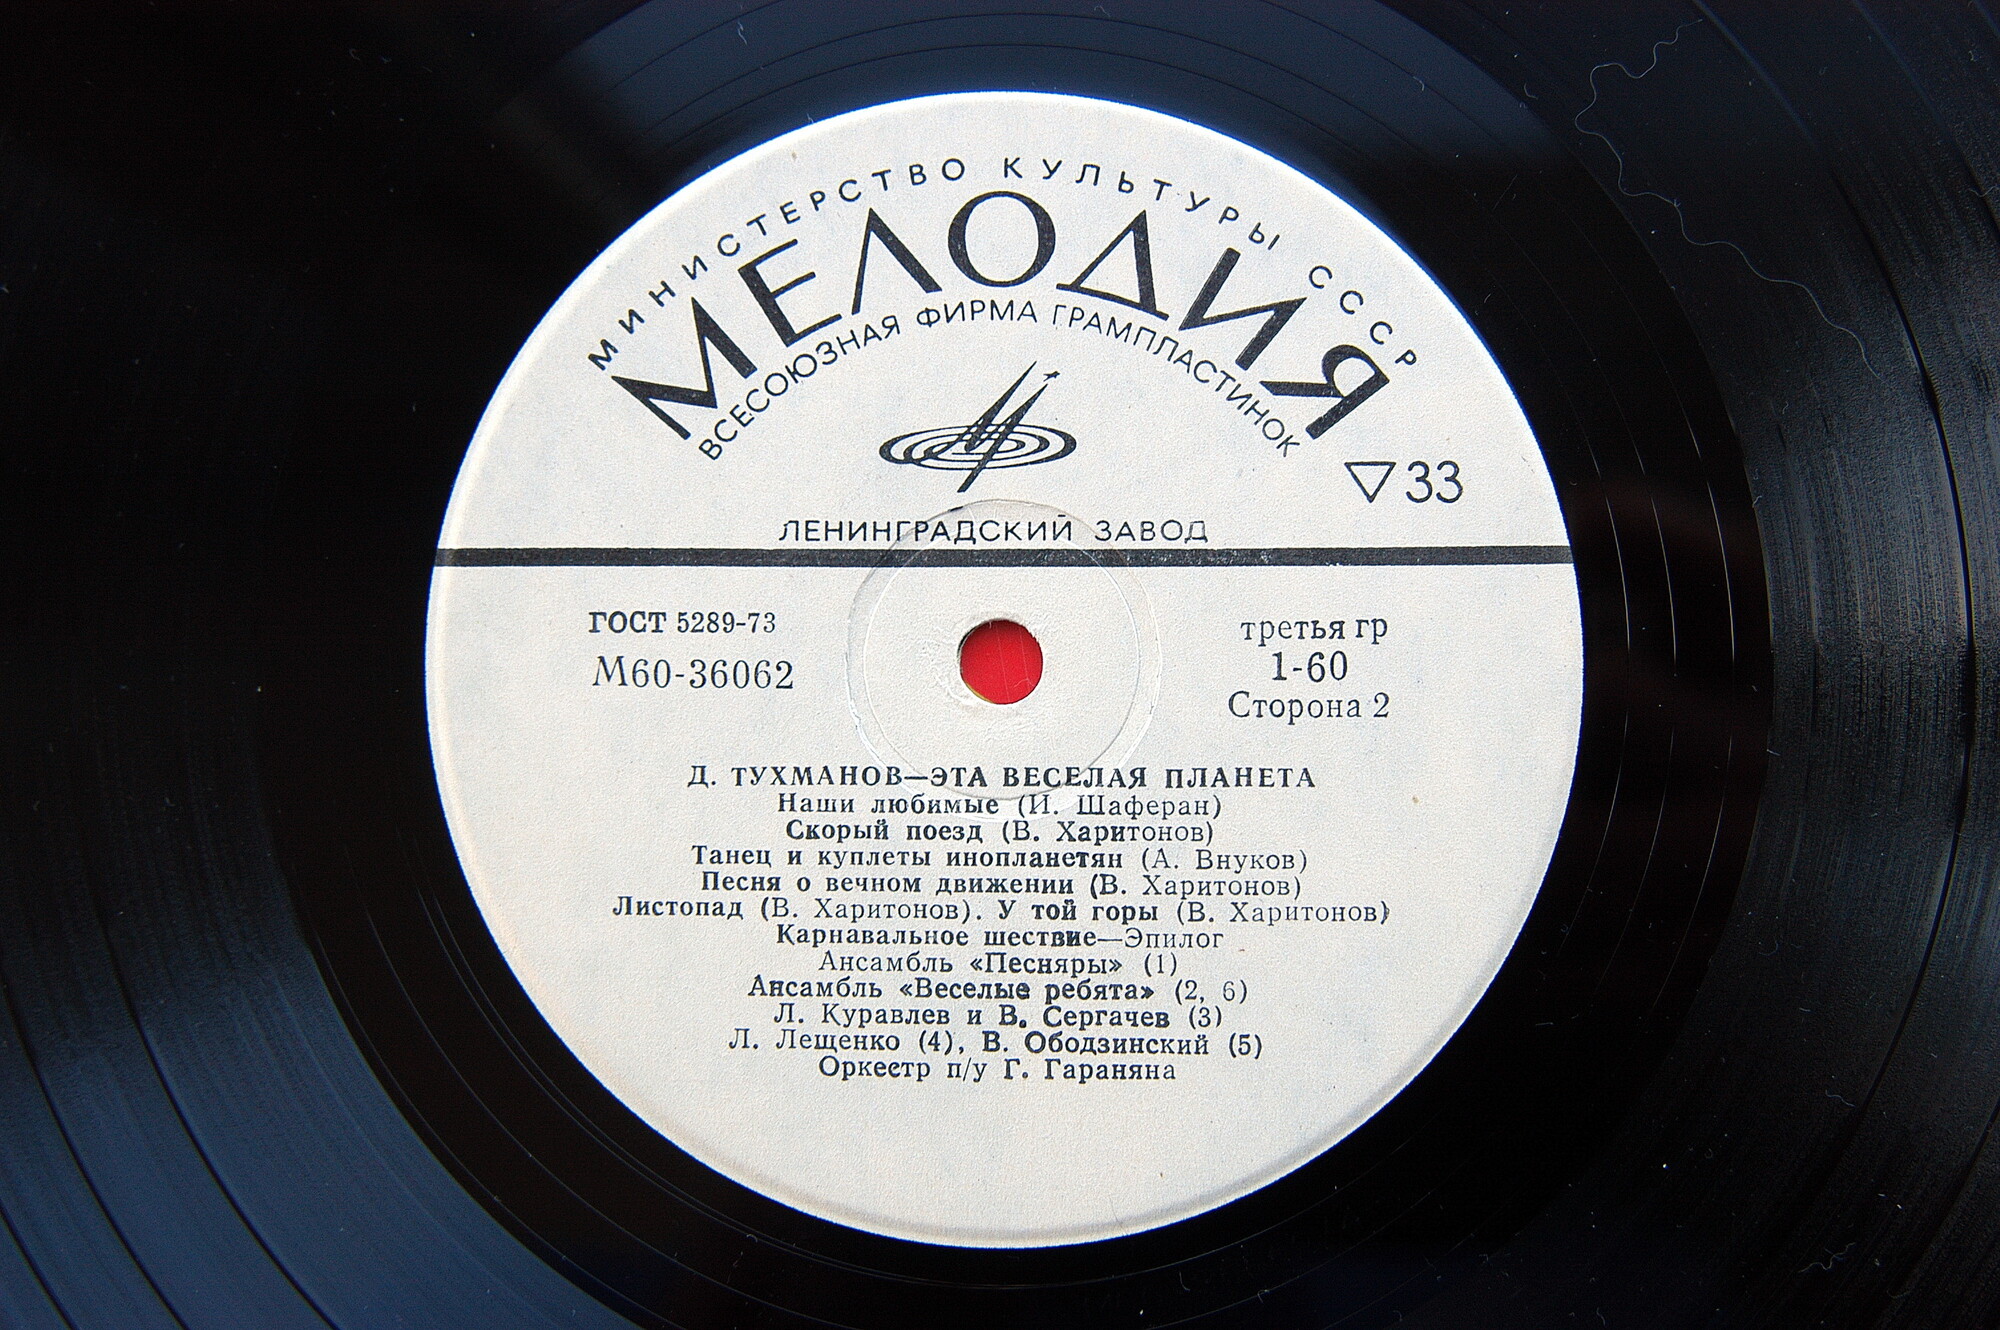 МИНИСТЕРСТВО КУЛЬТУРЫ СССР
МЕЛОДИЯ
ВСЕСОЮЗНАЯ ФИРМА ГРАМПЛАСТИНОК
▽33
ЛЕНИНГРАДСКИЙ ЗАВОД
ГОСТ 5289-73
М60-36062
третья гр
1-60
Сторона 2
Д. ТУХМАНОВ—ЭТА ВЕСЕЛАЯ ПЛАНЕТА
Наши любимые (И. Шаферан)
Скорый поезд (В. Харитонов)
Танец и куплеты инопланетян (А. Внуков)
Песня о вечном движении (В. Харитонов)
Листопад (В. Харитонов). У той горы (В. Харитонов)
Карнавальное шествие—Эпилог
Ансамбль «Песняры» (1)
Ансамбль «Веселые ребята» (2, 6)
Л. Куравлев и В. Сергачев (3)
Л. Лещенко (4), В. Ободзинский (5)
Оркестр п/у Г. Гараняна